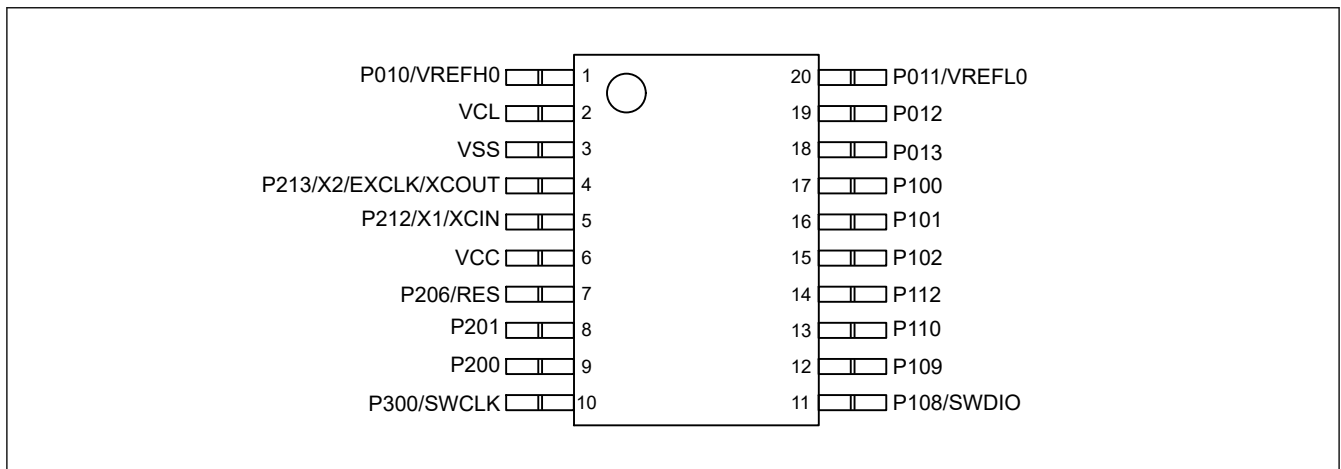 P010/VREFH0 1 20 P011/VREFL0
VCL 2 19 P012
VSS 3 18 P013
P213/X2/EXCLK/XCOUT 4 17 P100
P212/X1/XCIN 5 16 P101
VCC 6 15 P102
P206/RES 7 14 P112
P201 8 13 P110
P200 9 12 P109
P300/SWCLK 10 11 P108/SWDIO